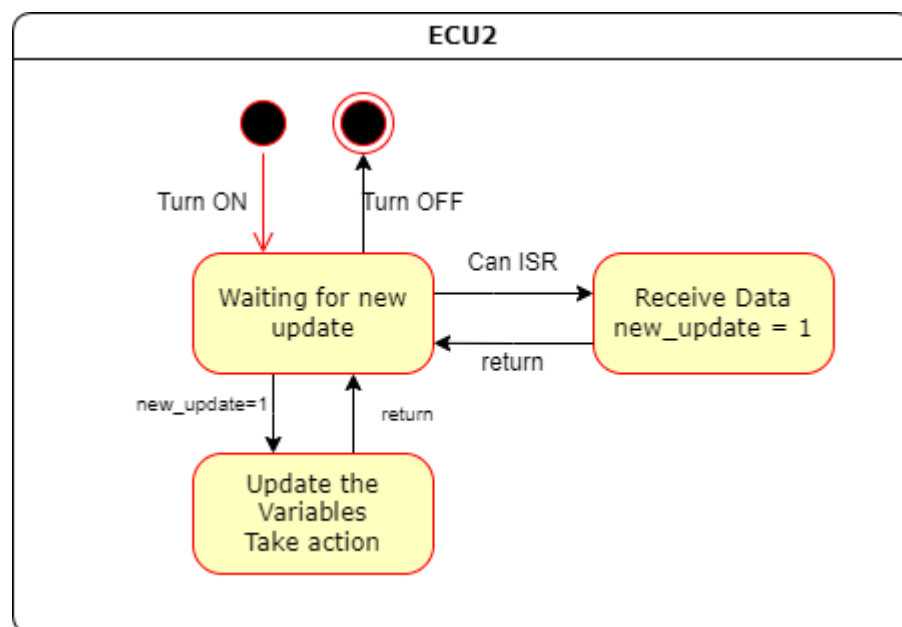 ECU2
Turn ON
Turn OFF
Can ISR
Waiting for new
update
Receive Data
new_update = 1
return
new_update=1
return
Update the
Variables
Take action